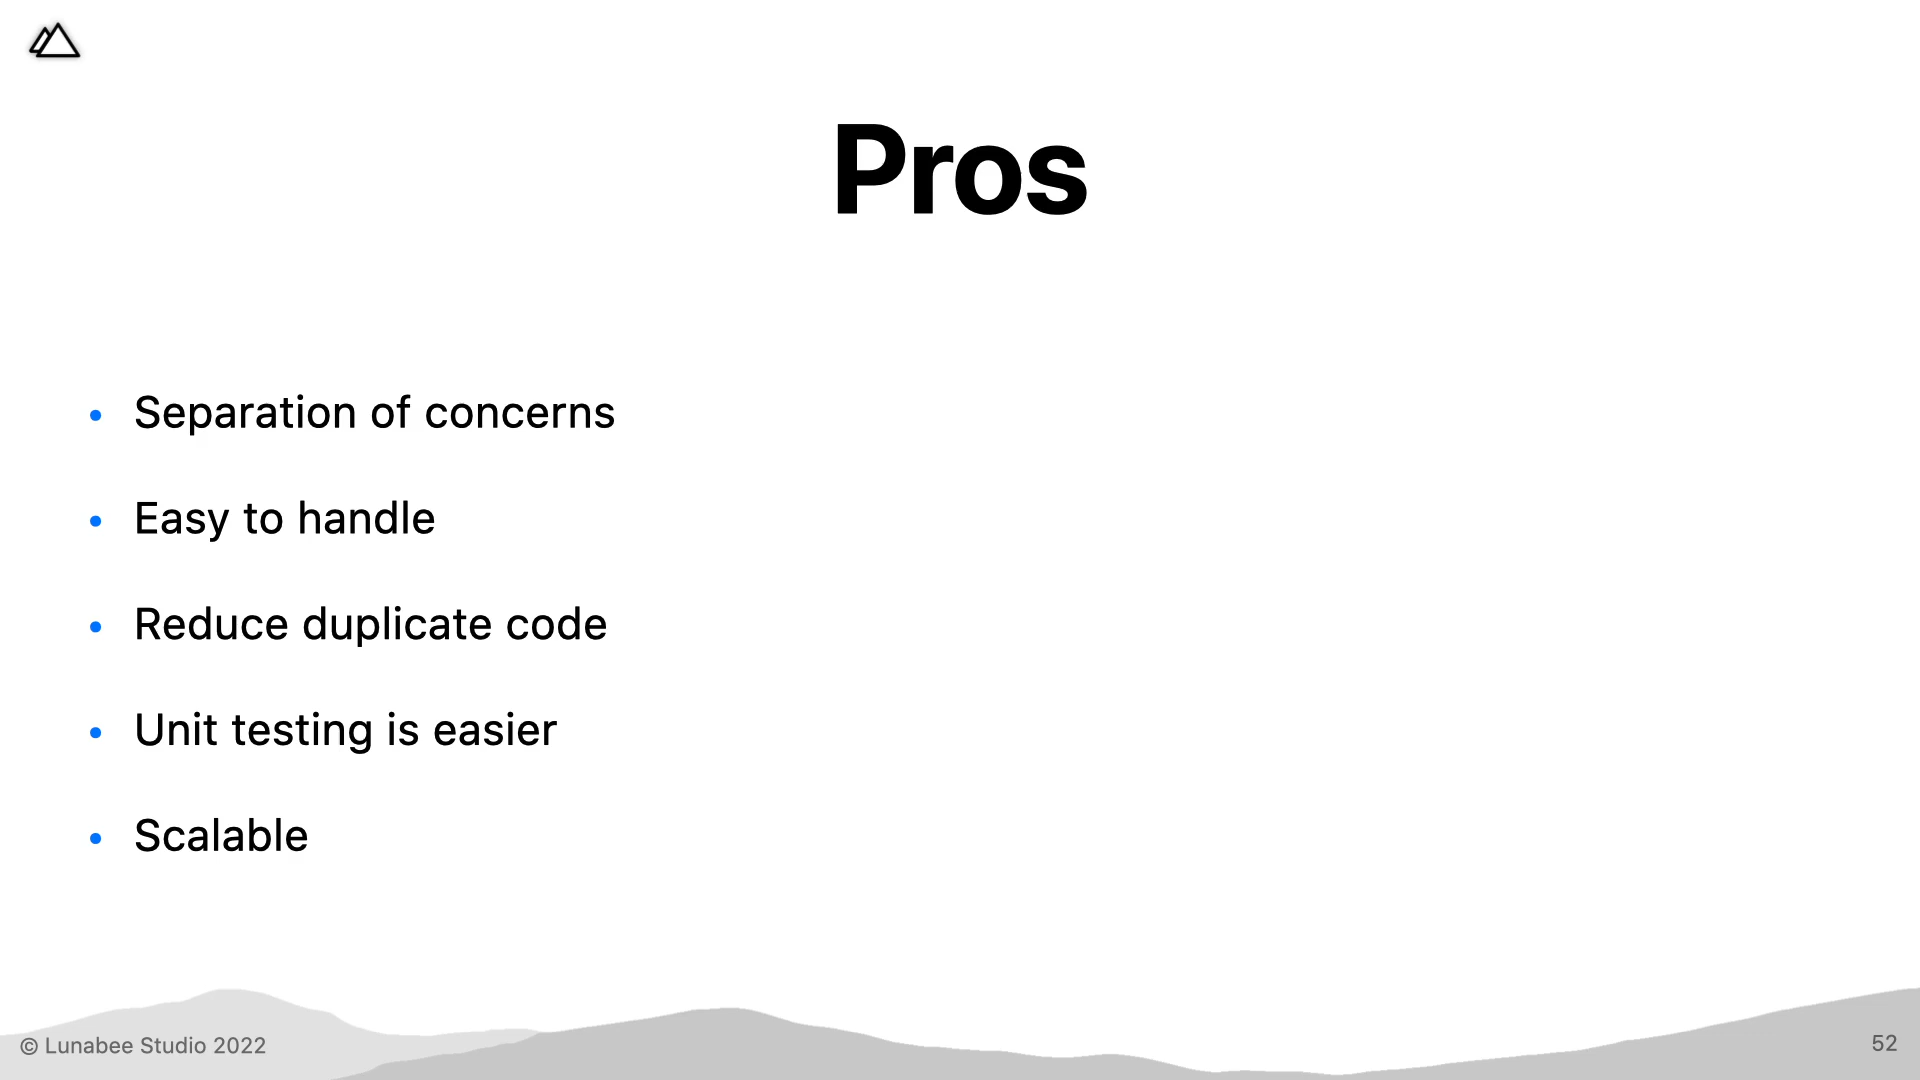 Pros
• Separation of concerns
• Easy to handle
• Reduce duplicate code
• Unit testing is easier
• Scalable
© Lunabee Studio 2022
52